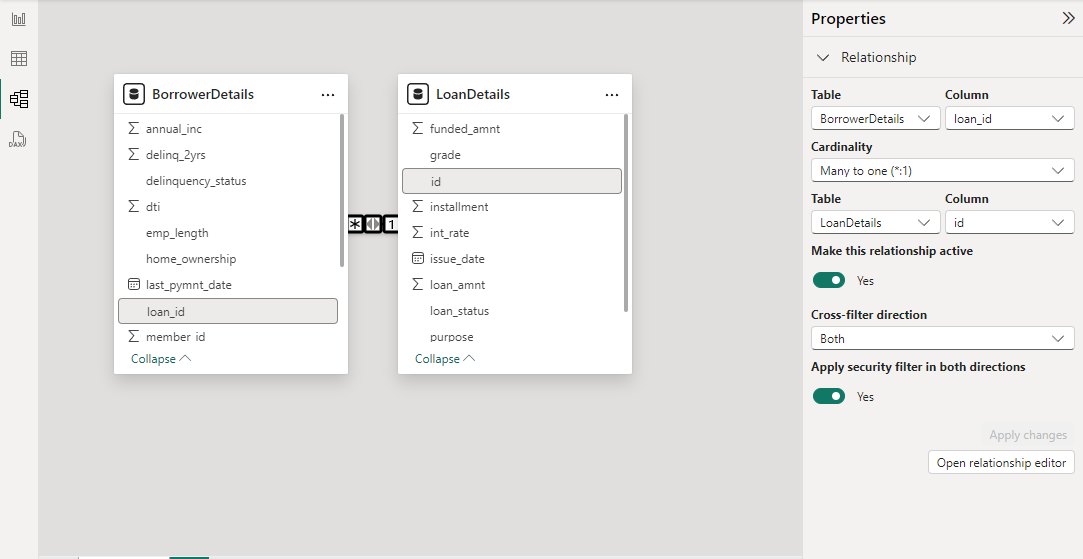 Properties
Relationship
Table Column
BorrowerDetails loan_id
Cardinality
Many to one (*:1)
Table Column
LoanDetails id
Make this relationship active
Yes
Cross-filter direction
Both
Apply security filter in both directions
Yes
Apply changes
Open relationship editor
BorrowerDetails ...
annual_inc
delinq_2yrs
delinquency_status
dti
emp_length
home_ownership
last_pymnt_date
loan_id
member_id
Collapse
* 1
LoanDetails ...
funded_amnt
grade
id
installment
int_rate
issue_date
loan_amnt
loan_status
purpose
Collapse
DAX